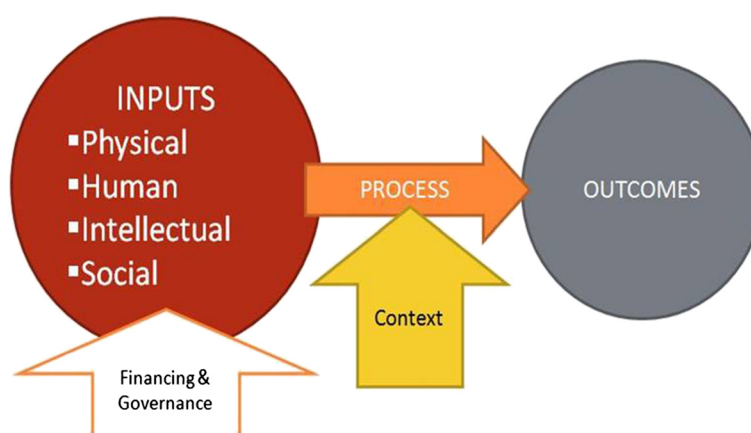 INPUTS
▪Physical
▪Human
▪Intellectual
▪Social
PROCESS
OUTCOMES
Context
Financing &
Governance